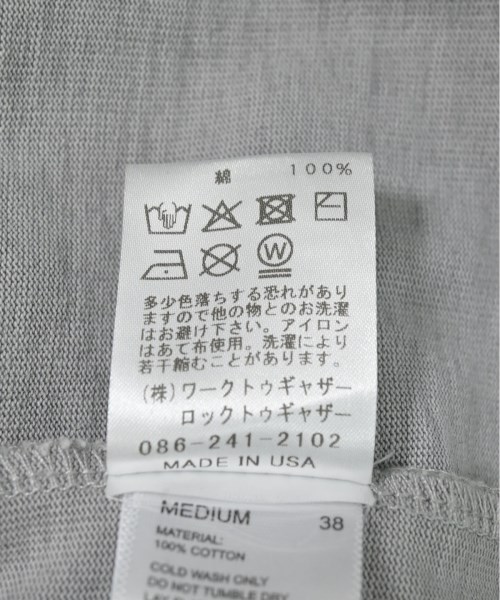 綿 100%
W
多少色落ちする恐れがあり
ますので他の物とのお洗濯
はお避け下さい。アイロン
はあて布使用。洗濯により
若干縮む​ことがあります。
(株)ワークトゥギャザー
ロックトゥギャザー
086-241-2102
MADE IN USA
MEDIUM 38
MATERIAL:
100% COTTON
COLD WASH ONLY
DO NOT TUMBLE DRY